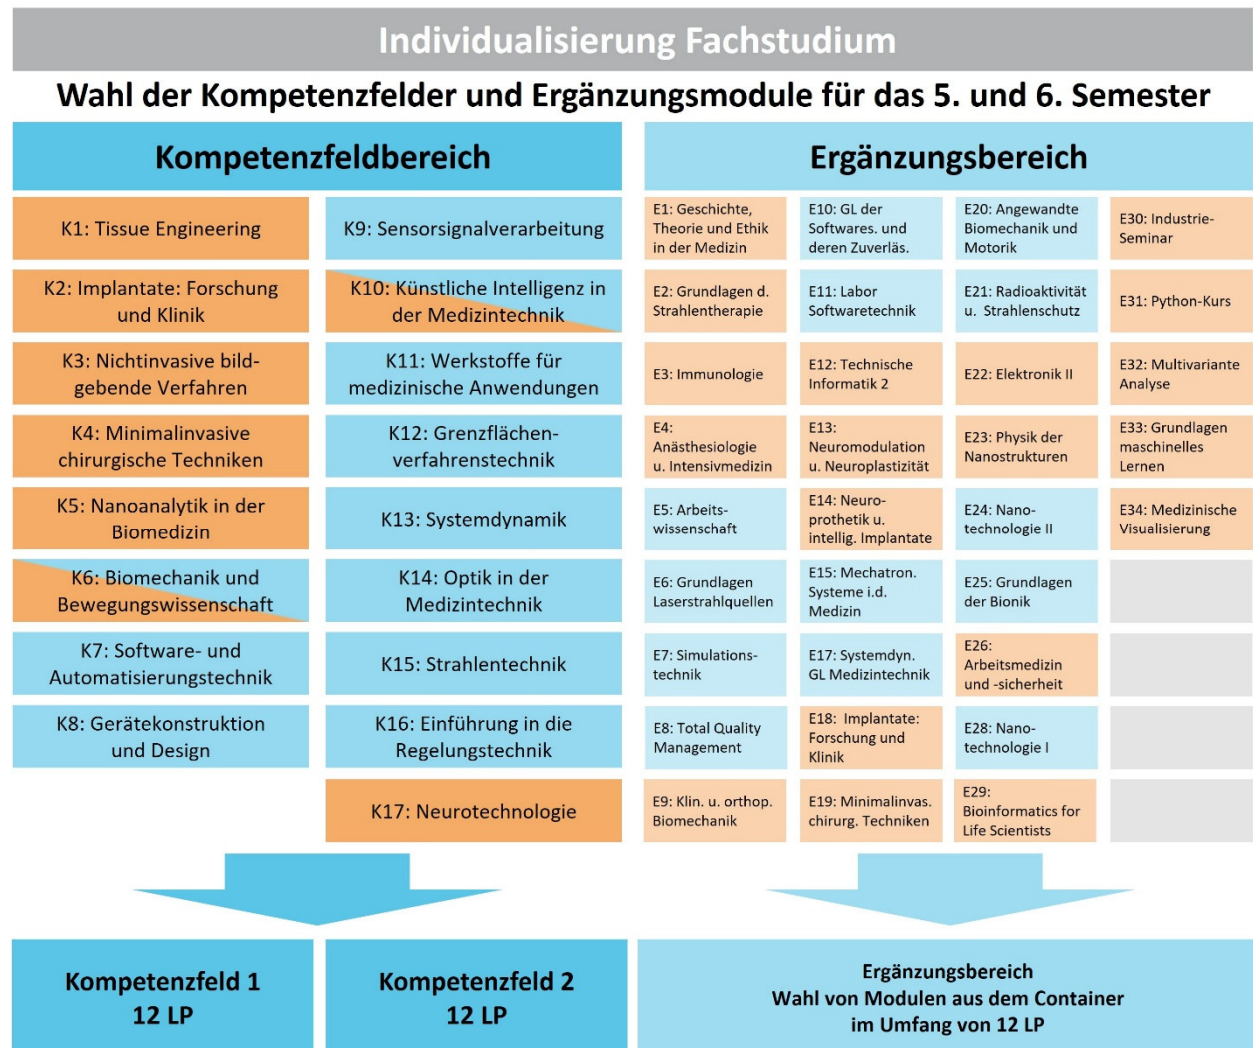 Individualisierung Fachstudium
Wahl der Kompetenzfelder und Ergänzungsmodule für das 5. und 6. Semester
Kompetenzfeldbereich
K1: Tissue Engineering
K2: Implantate: Forschung
und Klinik
K3: Nichtinvasive bild-
gebende Verfahren
K4: Minimalinvasive
chirurgische Techniken
K5: Nanoanalytik in der
Biomedizin
K6: Biomechanik und
Bewegungswissenschaft
K7: Software- und
Automatisierungstechnik
K8: Gerätekonstruktion
und Design
K9: Sensorsignalverarbeitung
K10: Künstliche Intelligenz in
der Medizintechnik
K11: Werkstoffe für
medizinische Anwendungen
K12: Grenzflächen-
verfahrenstechnik
K13: Systemdynamik
K14: Optik in der
Medizintechnik
K15: Strahlentechnik
K16: Einführung in die
Regelungstechnik
K17: Neurotechnologie
Ergänzungsbereich
E1: Geschichte,
Theorie und Ethik
in der Medizin
E2: Grundlagen d.
Strahlentherapie
E3: Immunologie
E4:
Anästhesiologie
u. Intensivmedizin
E5: Arbeits-
wissenschaft
E6: Grundlagen
Laserstrahlquellen
E7: Simulations-
technik
E8: Total Quality
Management
E9: Klin. u. orthop.
Biomechanik
E10: GL der
Softwares. und
deren Zuverläs.
E11: Labor
Softwaretechnik
E12: Technische
Informatik 2
E13:
Neuromodulation
u. Neuroplastizität
E14: Neuro-
prothetik u.
intellig. Implantate
E15: Mechatron.
Systeme i.d.
Medizin
E17: Systemdyn.
GL Medizintechnik
E18: Implantate:
Forschung und
Klinik
E19: Minimalinvas.
chirurg. Techniken
E20: Angewandte
Biomechanik und
Motorik
E21: Radioaktivität
u. Strahlenschutz
E22: Elektronik II
E23: Physik der
Nanostrukturen
E24: Nano-
technologie II
E25: Grundlagen
der Bionik
E26:
Arbeitsmedizin
und -sicherheit
E28: Nano-
technologie I
E29:
Bioinformatics for
Life Scientists
E30: Industrie-
Seminar
E31: Python-Kurs
E32: Multivariante
Analyse
E33: Grundlagen
maschinelles
Lernen
E34: Medizinische
Visualisierung
Kompetenzfeld 1
12 LP
Kompetenzfeld 2
12 LP
Ergänzungsbereich
Wahl von Modulen aus dem Container
im Umfang von 12 LP